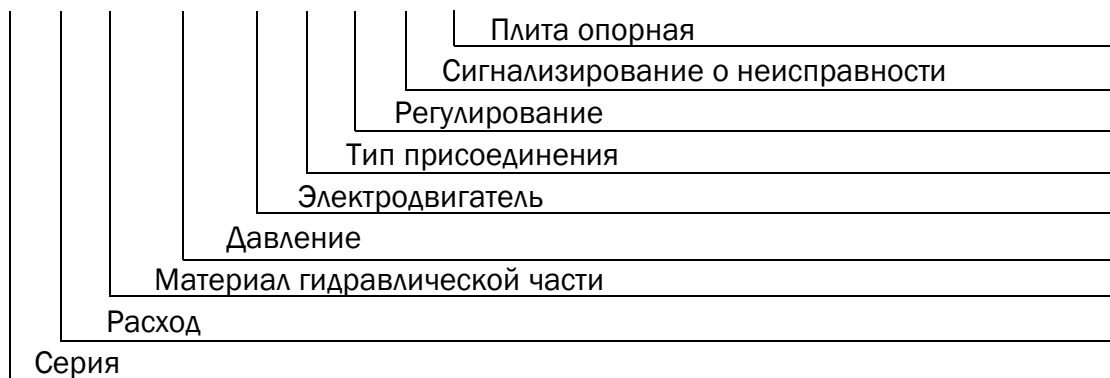 Плита опорная
Сигнализирование о неисправности
Регулирование
Тип присоединения
Электродвигатель
Давление
Материал гидравлической части
Расход
Серия